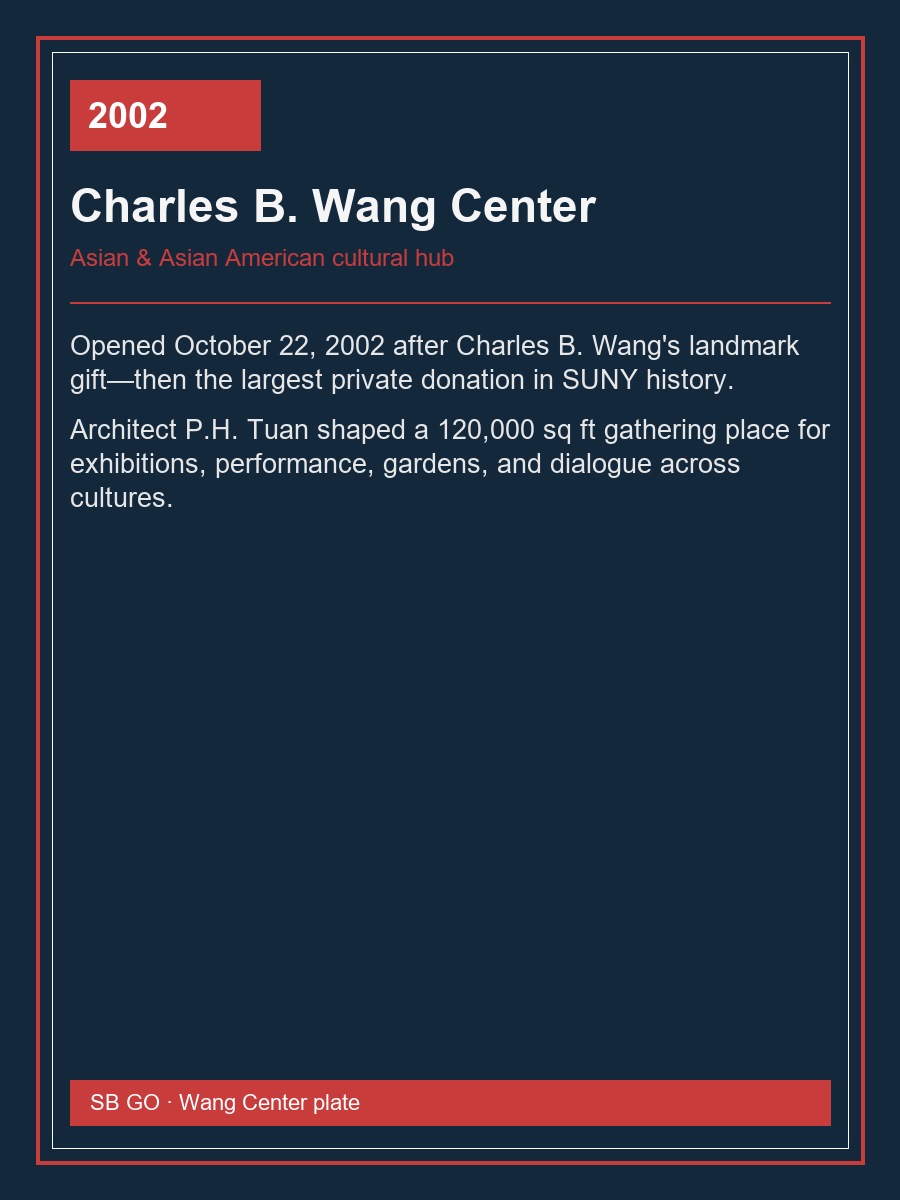 2002
Charles B. Wang Center
Asian & Asian American cultural hub
Opened October 22, 2002 after Charles B. Wang's landmark
gift—then the largest private donation in SUNY history.
Architect P.H. Tuan shaped a 120,000 sq ft gathering place for
exhibitions, performance, gardens, and dialogue across
cultures.
SB GO · Wang Center plate